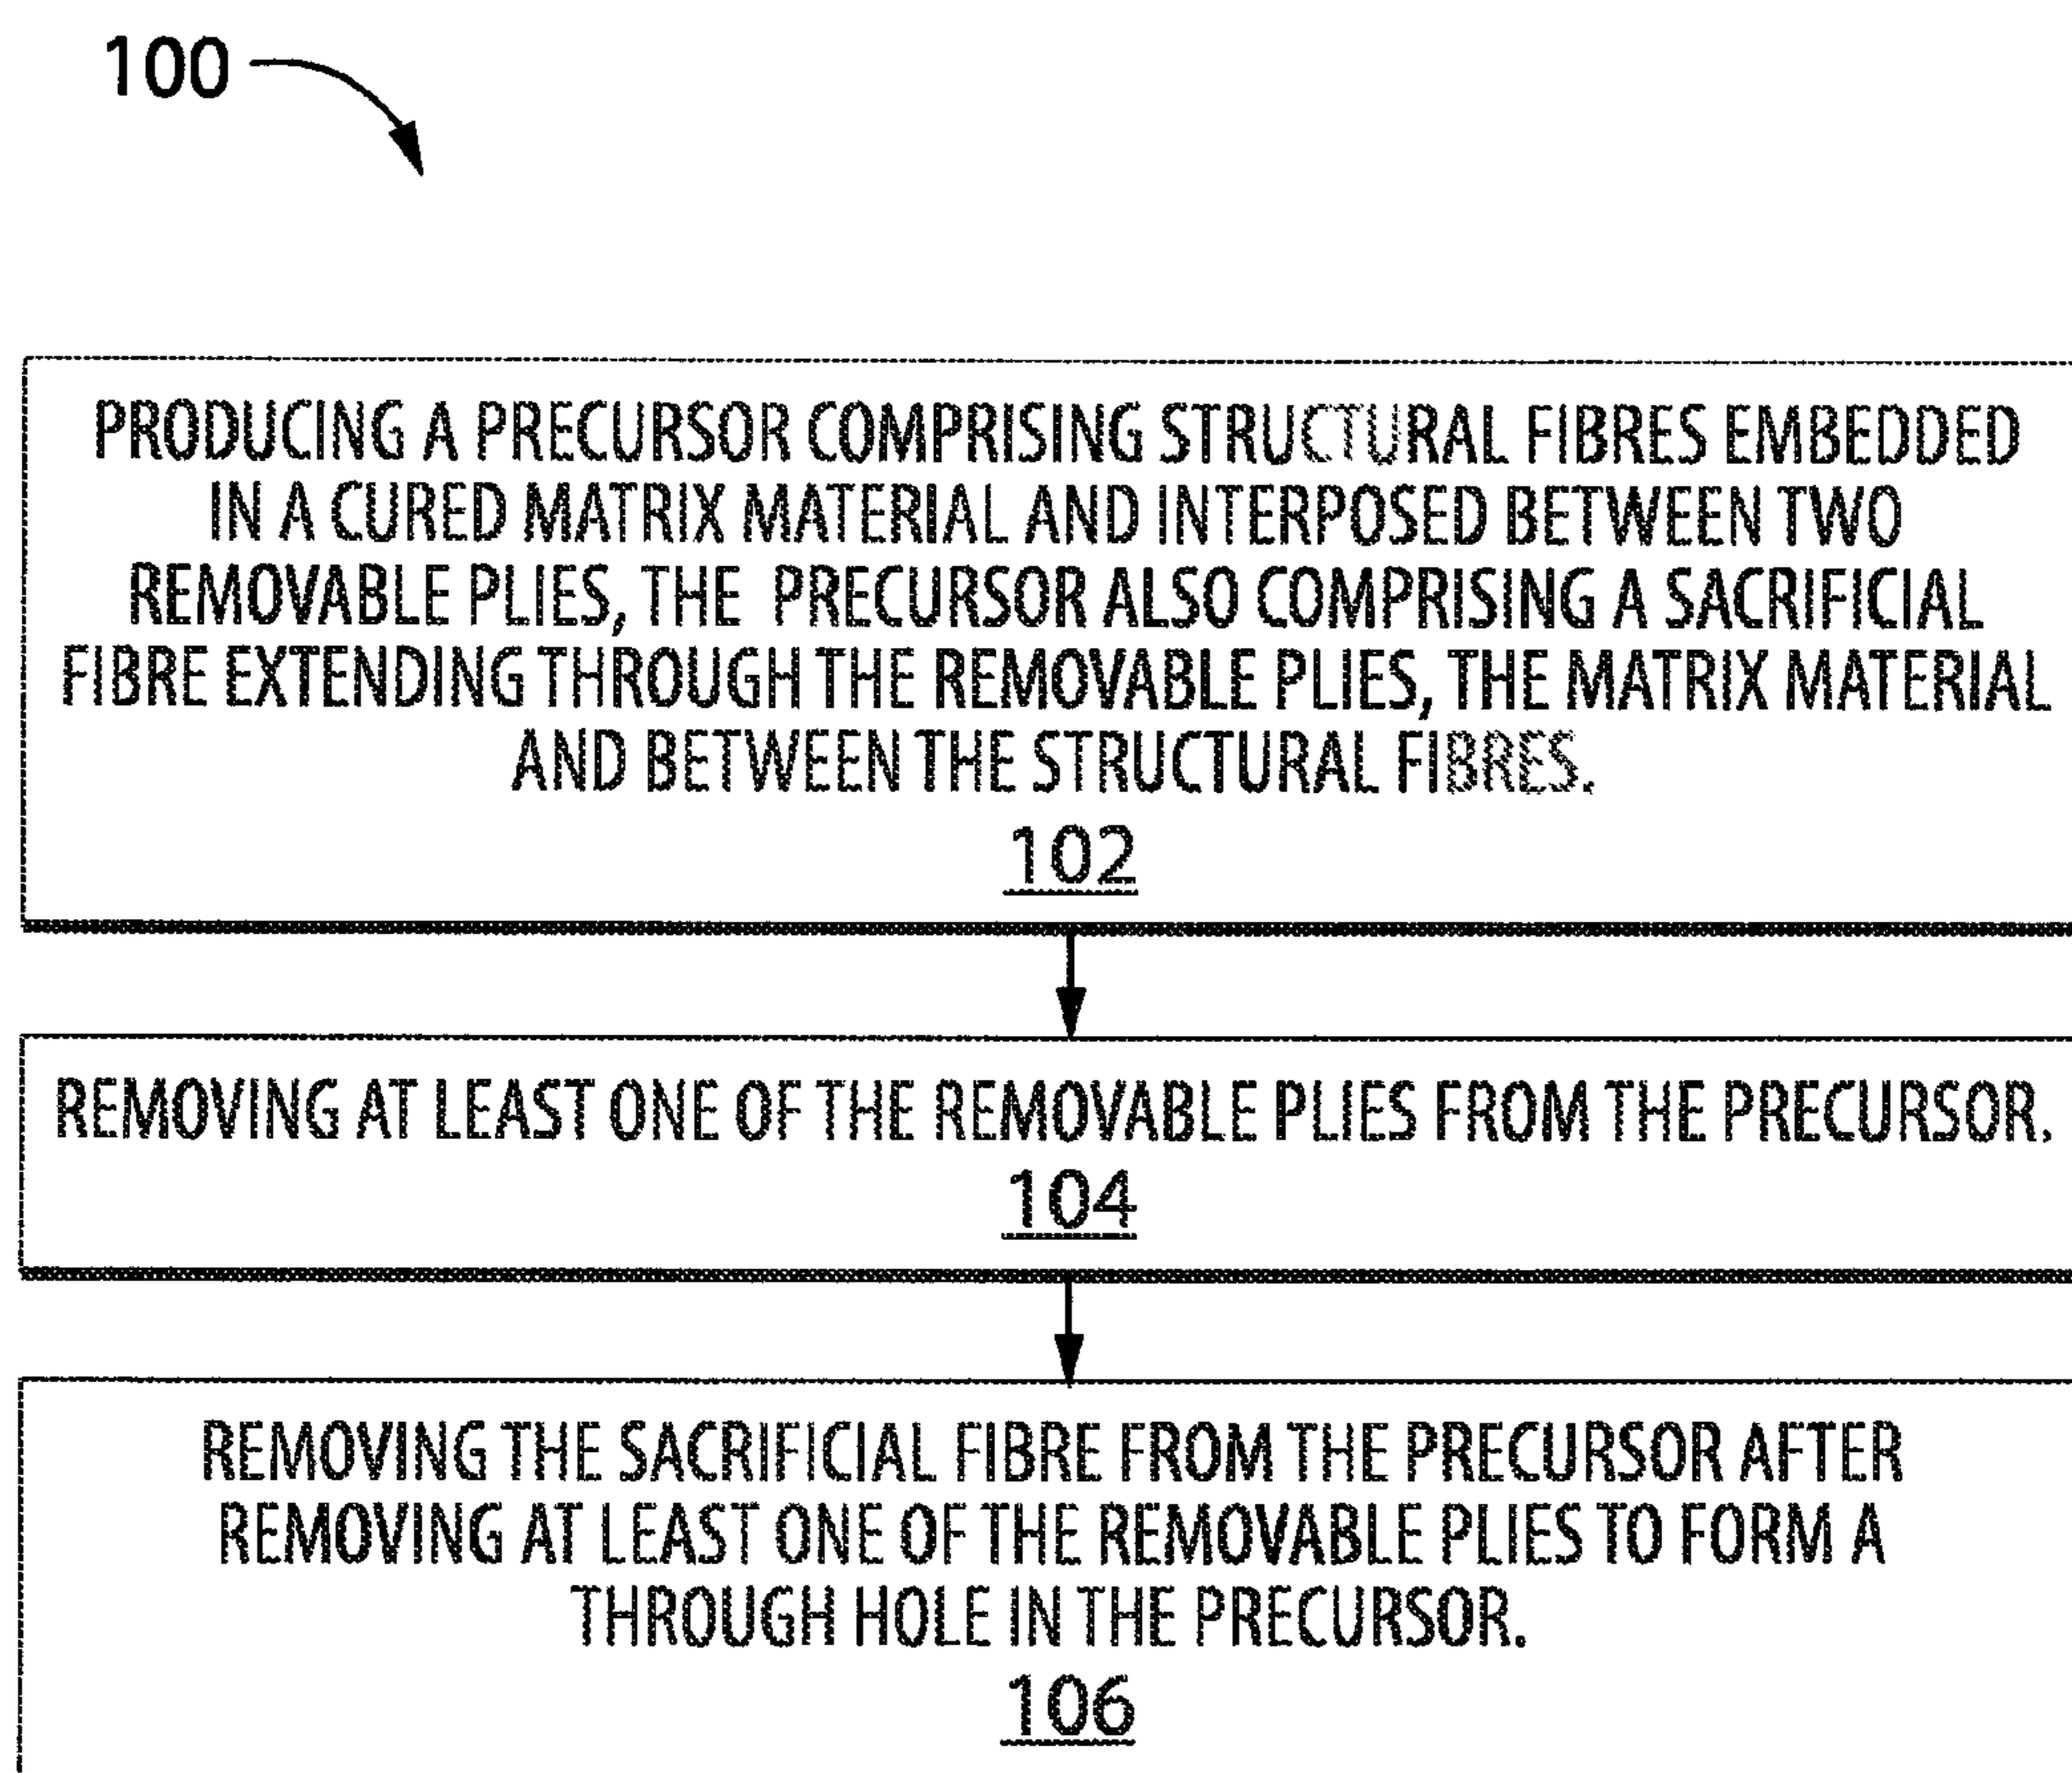 100
PRODUCING A PRECURSOR COMPRISING STRUCTURAL FIBRES EMBEDDED
IN A CURED MATRIX MATERIAL AND INTERPOSED BETWEEN TWO
REMOVABLE PLIES, THE PRECURSOR ALSO COMPRISING A SACRIFICIAL
FIBRE EXTENDING THROUGH THE REMOVABLE PLIES, THE MATRIX MATERIAL
AND BETWEEN THE STRUCTURAL FIBRES.
102
REMOVING AT LEAST ONE OF THE REMOVABLE PLIES FROM THE PRECURSOR.
104
REMOVING THE SACRIFICIAL FIBRE FROM THE PRECURSOR AFTER
REMOVING AT LEAST ONE OF THE REMOVABLE PLIES TO FORM A
THROUGH HOLE IN THE PRECURSOR.
106